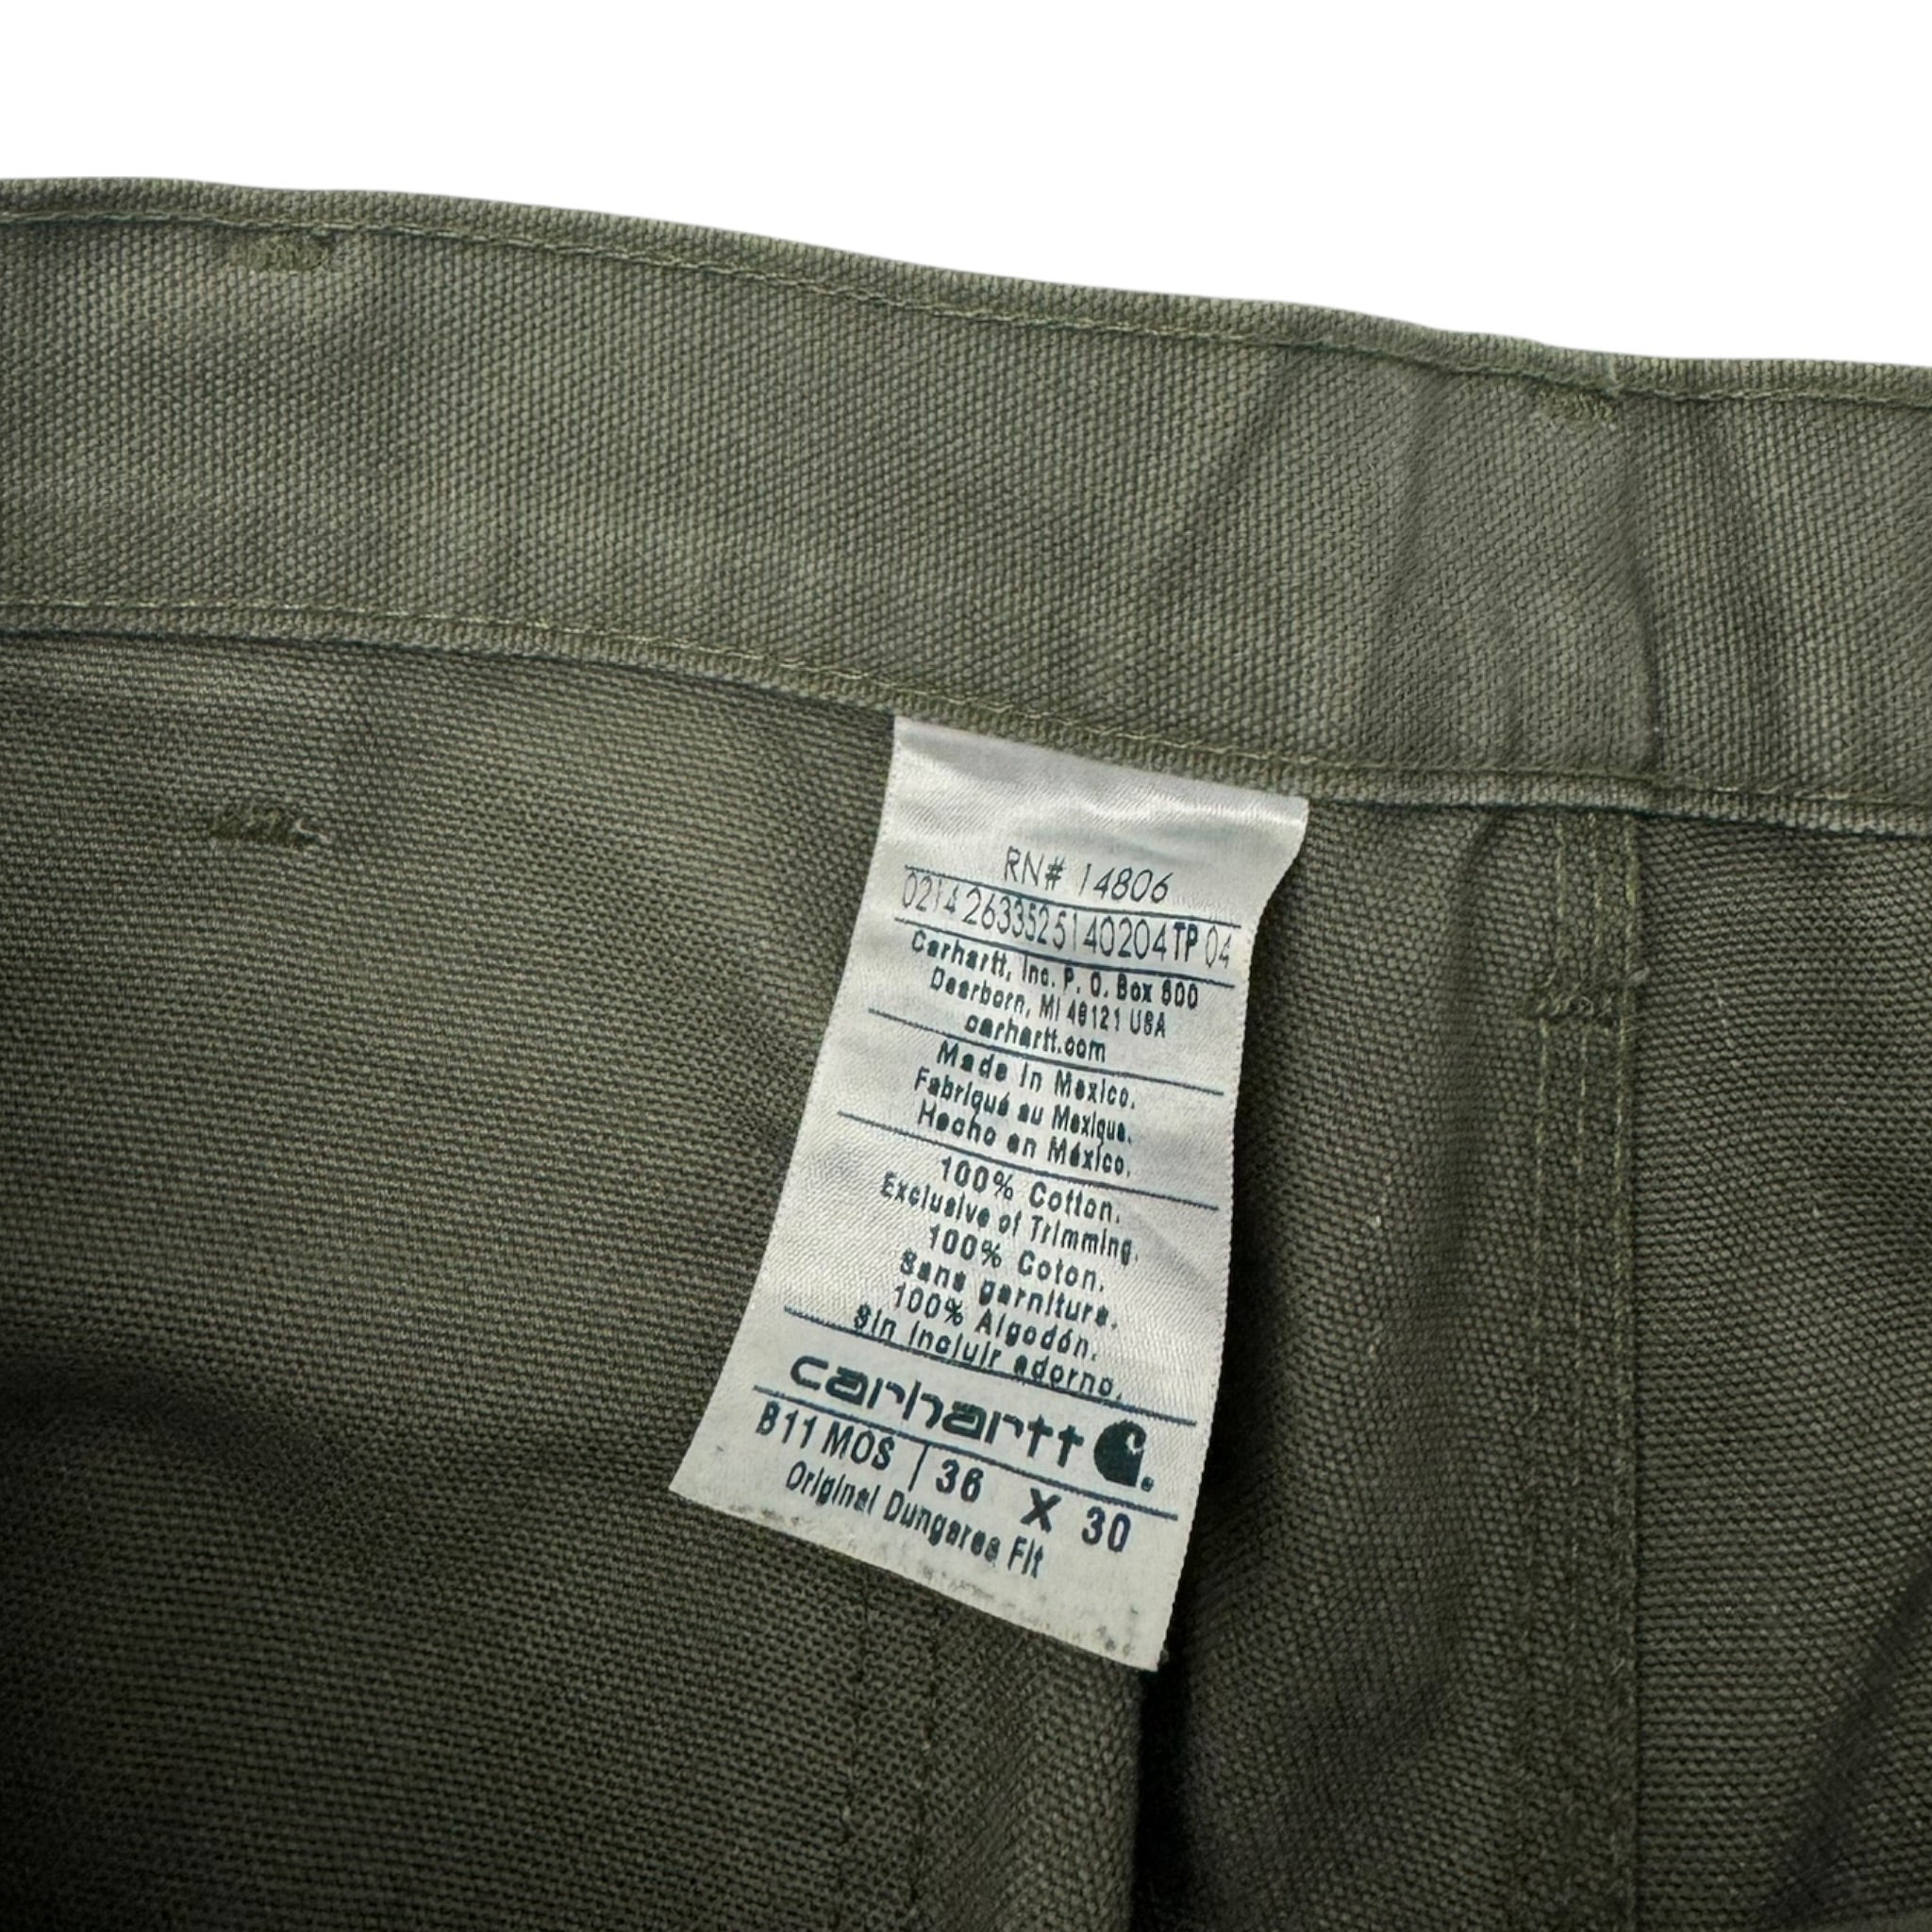 RN# 14806
0214 2633525140204 TP 04
Carhartt, Inc. P. O. Box 600
Dearborn, MI 48121 USA
carhartt.com
Made in Mexico.
Fabriqué au Mexique.
Hecho en México.
100% Cotton.
Exclusive of Trimming.
100% Coton.
Sans garniture.
100% Algodón.
Sin incluir adorno.
carhartt
B11 MOS | 36 X 30
Original Dungaree Fit